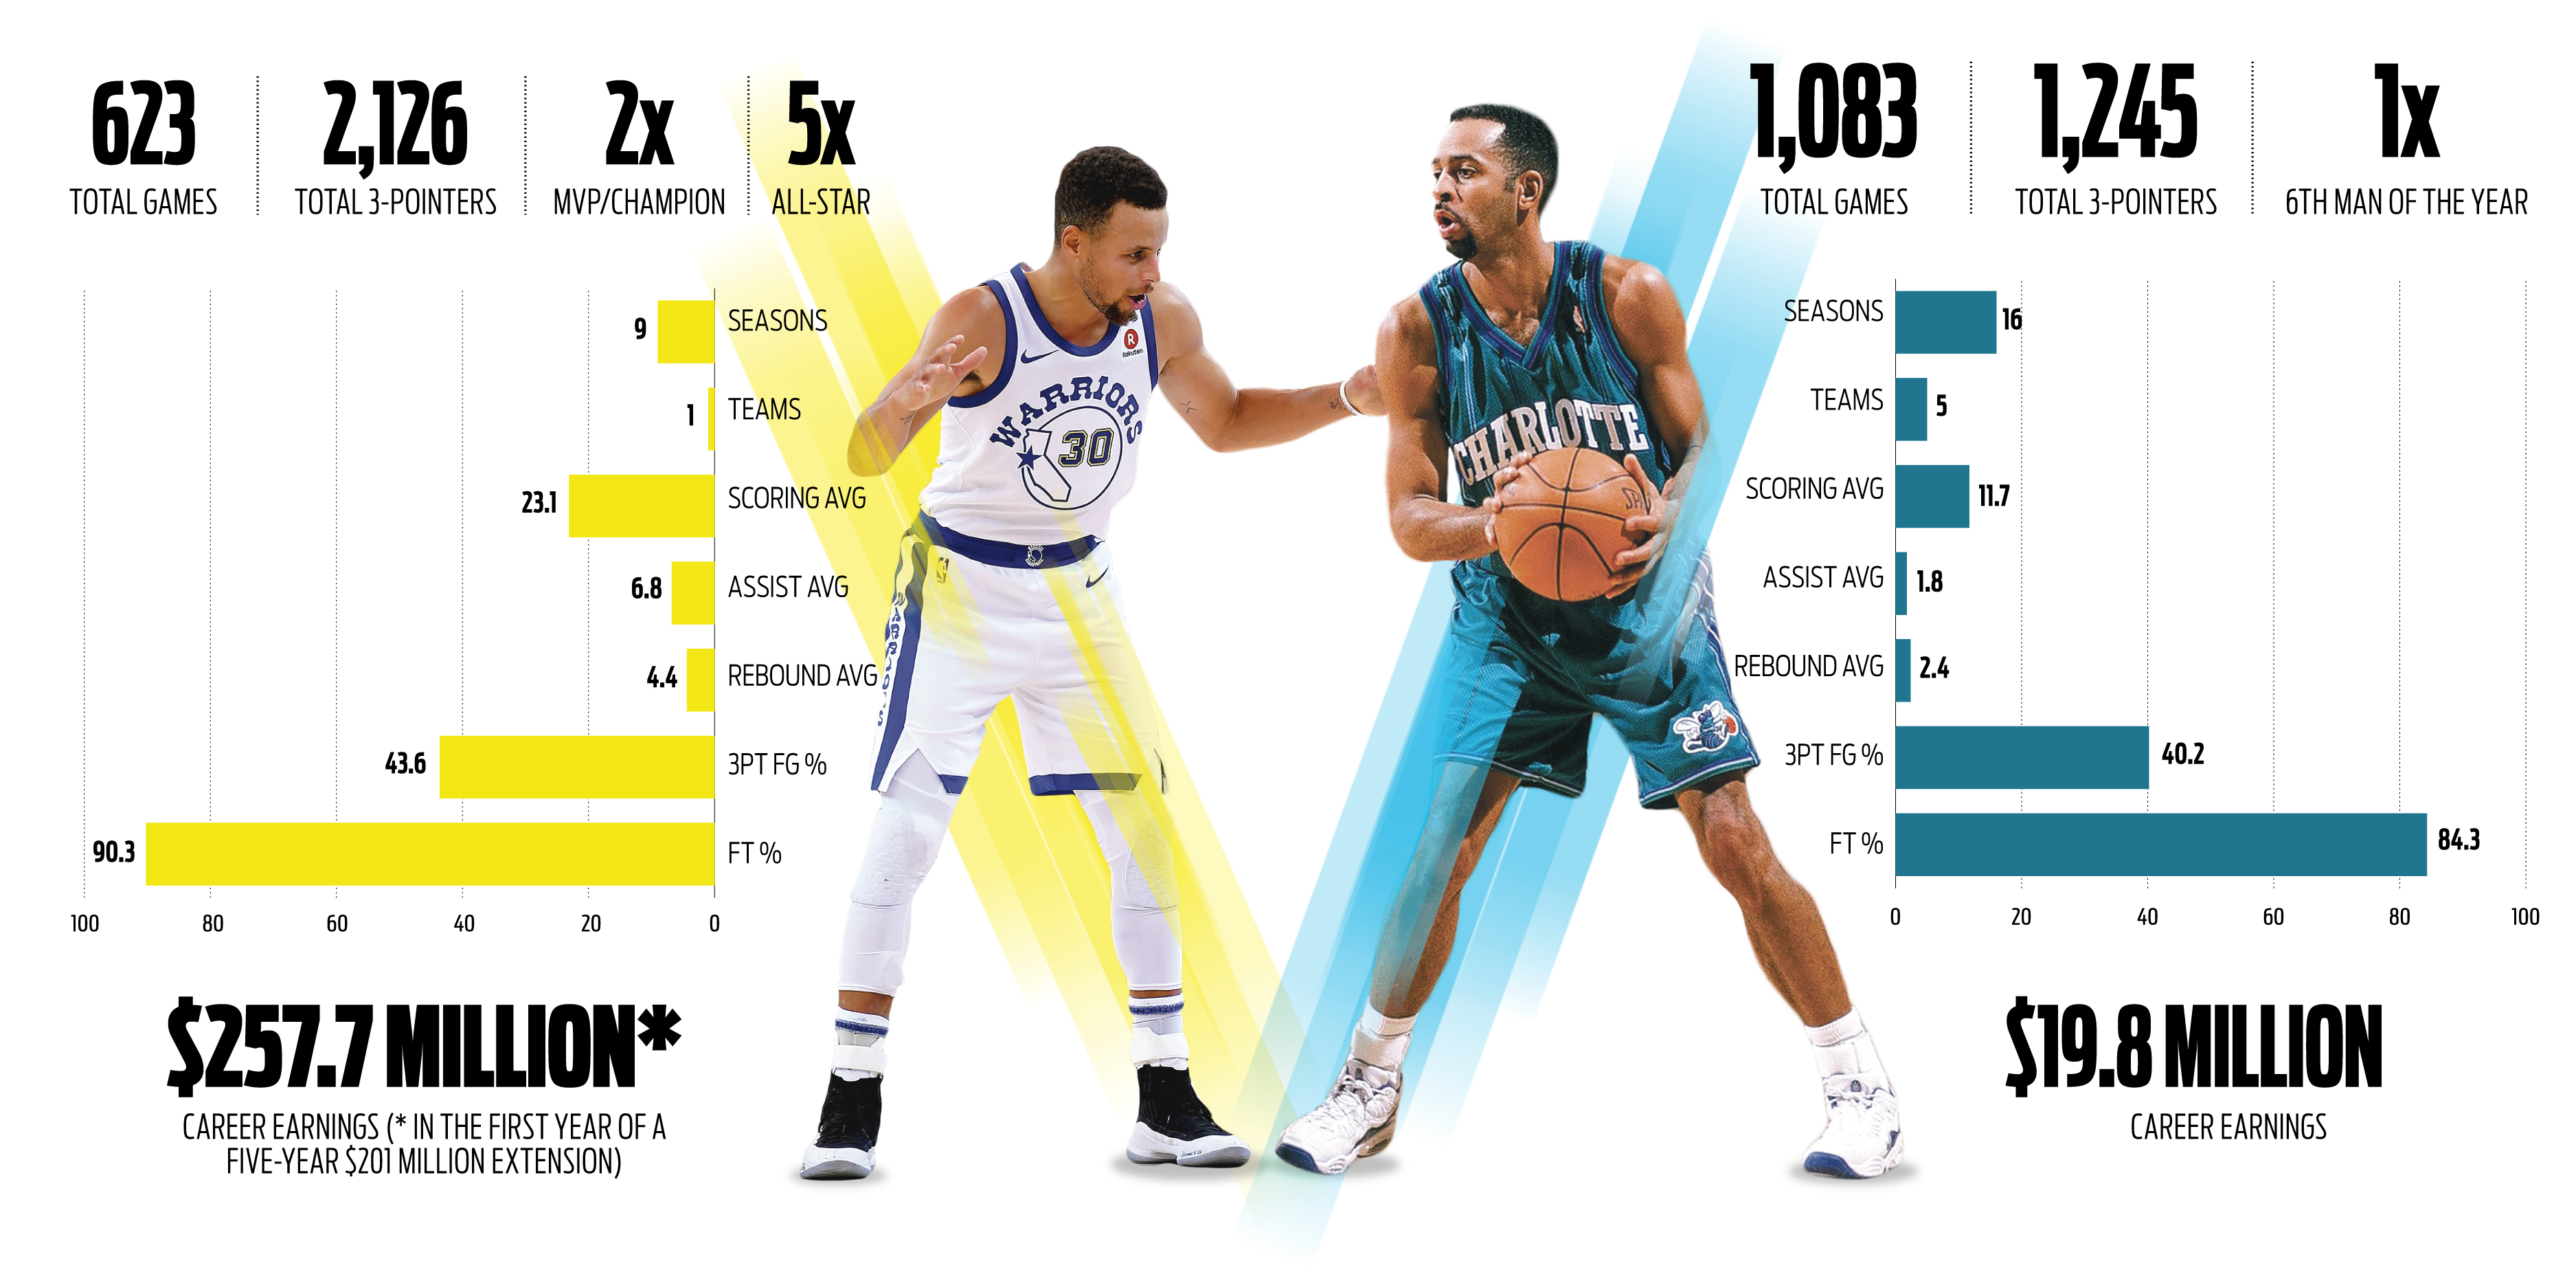 623
TOTAL GAMES
2,126
TOTAL 3-POINTERS
2x
MVP/CHAMPION
5x
ALL-STAR
1,083
TOTAL GAMES
1,245
TOTAL 3-POINTERS
1x
6TH MAN OF THE YEAR
9 SEASONS
1 TEAMS
23.1 SCORING AVG
6.8 ASSIST AVG
4.4 REBOUND AVG
43.6 3PT FG %
90.3 FT %
100 80 60 40 20 0
R
Rakuten
WARRIORS
30
CHARLOTTE
SEASONS 16
TEAMS 5
SCORING AVG 11.7
ASSIST AVG 1.8
REBOUND AVG 2.4
3PT FG % 40.2
FT % 84.3
0 20 40 60 80 100
$257.7 MILLION*
CAREER EARNINGS (* IN THE FIRST YEAR OF A
FIVE-YEAR $201 MILLION EXTENSION)
$19.8 MILLION
CAREER EARNINGS